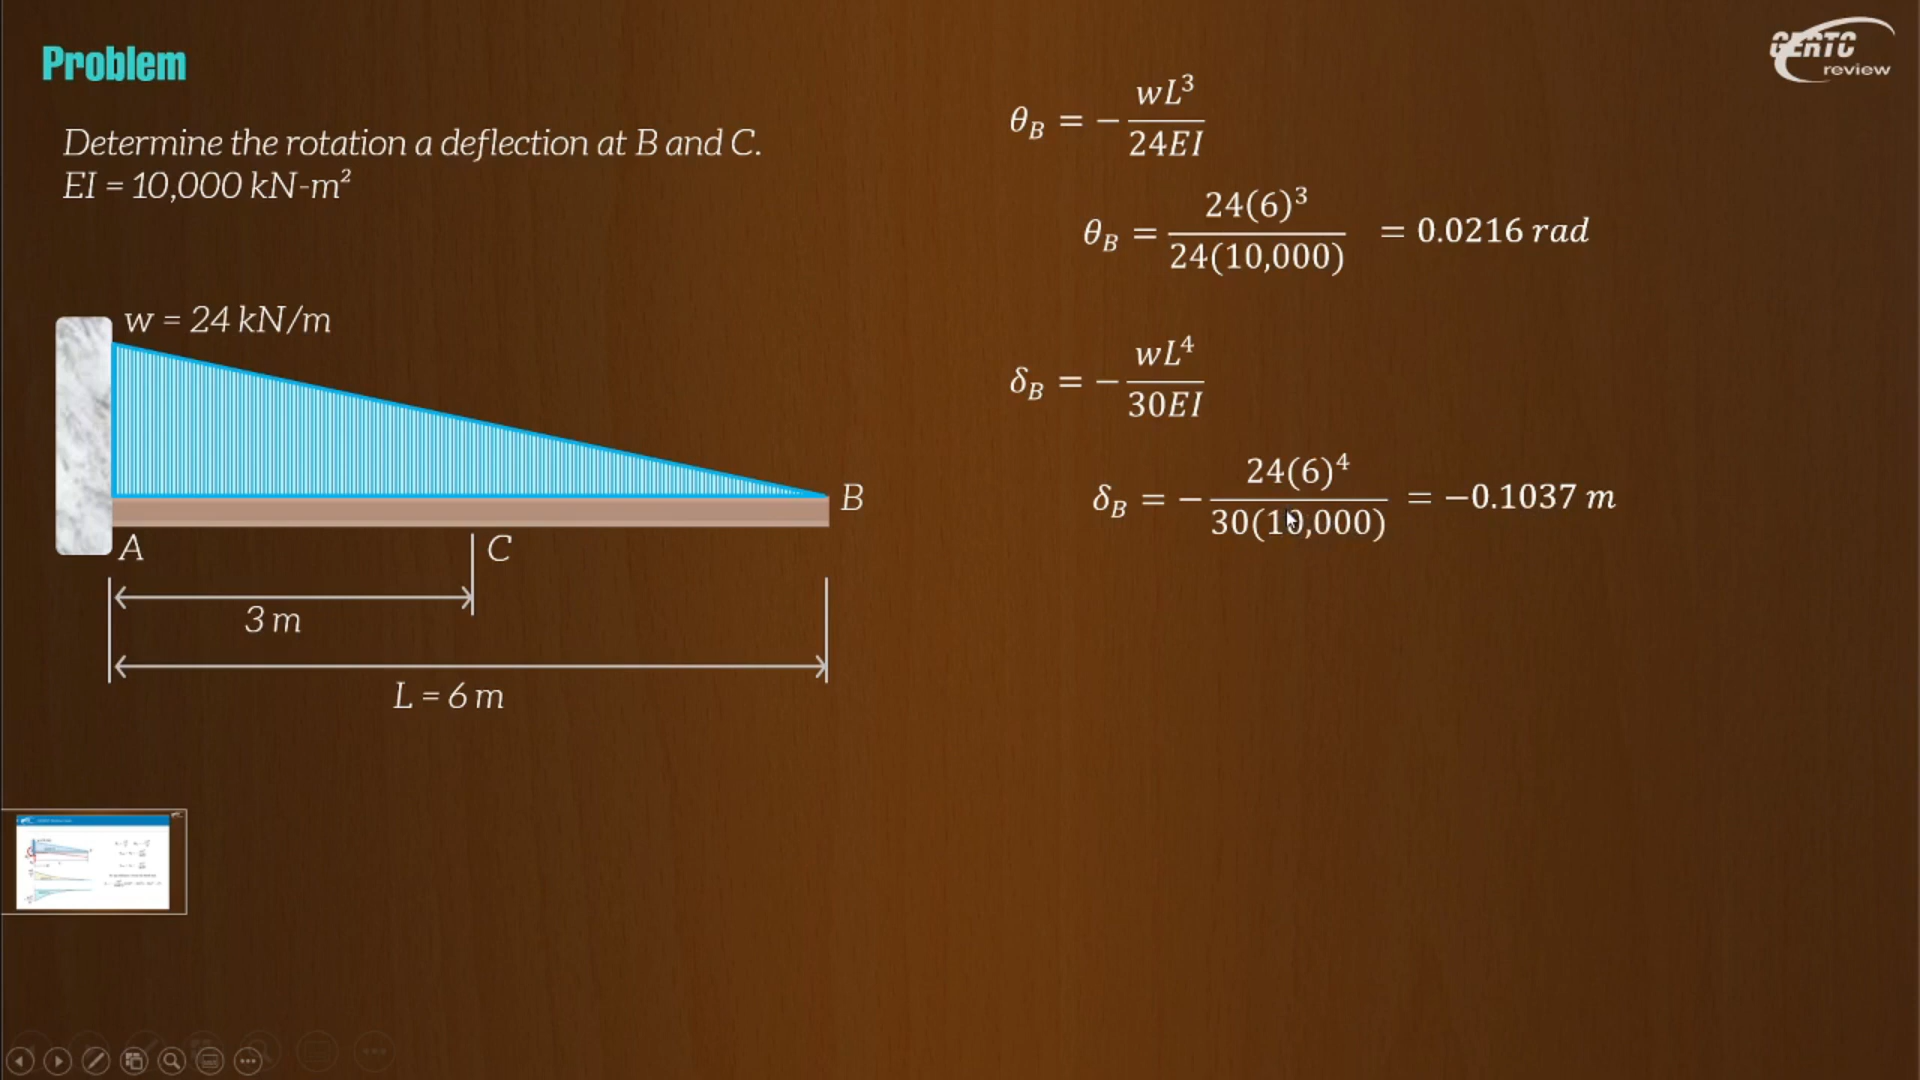 Problem
GERTC
review
Determine the rotation a deflection at B and C.
EI = 10,000 kN-m²
w = 24 kN/m
A
C
B
3 m
L = 6 m
θ_B = −wL³/24EI
θ_B = 24(6)³/24(10,000) = 0.0216 rad
δ_B = −wL⁴/30EI
δ_B = −24(6)⁴/30(10,000) = −0.1037 m